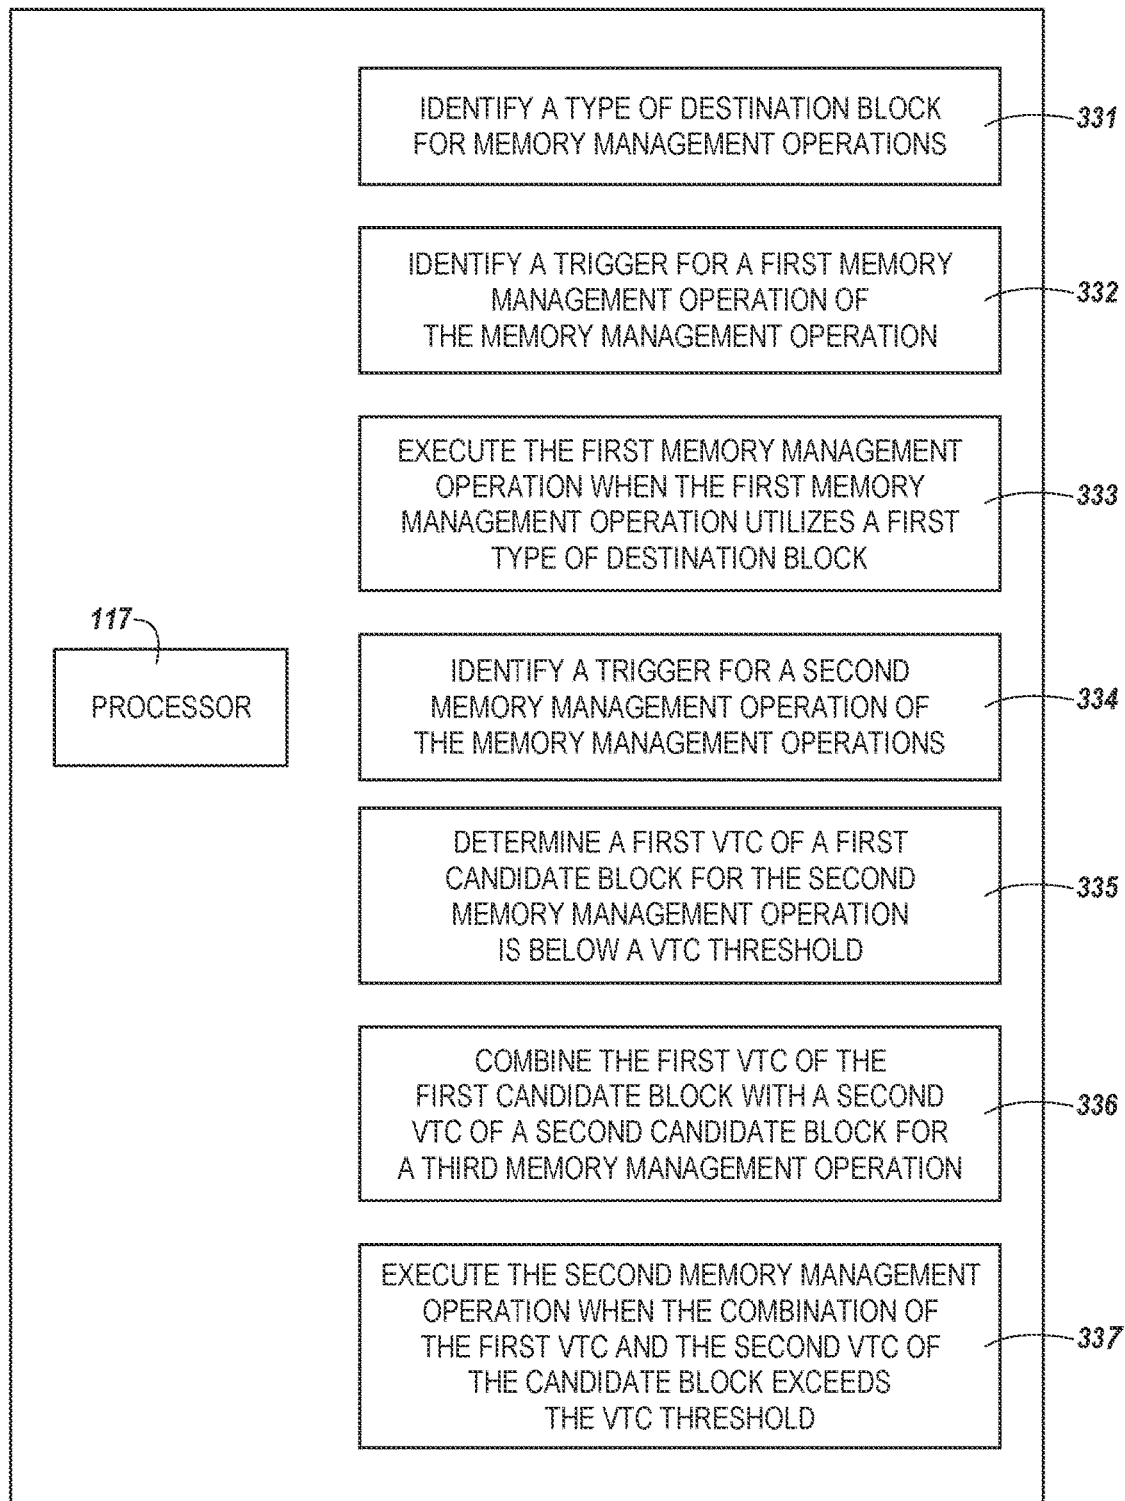 IDENTIFY A TYPE OF DESTINATION BLOCK
FOR MEMORY MANAGEMENT OPERATIONS
331
IDENTIFY A TRIGGER FOR A FIRST MEMORY
MANAGEMENT OPERATION OF
THE MEMORY MANAGEMENT OPERATION
332
EXECUTE THE FIRST MEMORY MANAGEMENT
OPERATION WHEN THE FIRST MEMORY
MANAGEMENT OPERATION UTILIZES A FIRST
TYPE OF DESTINATION BLOCK
333
117
PROCESSOR
IDENTIFY A TRIGGER FOR A SECOND
MEMORY MANAGEMENT OPERATION OF
THE MEMORY MANAGEMENT OPERATIONS
334
DETERMINE A FIRST VTC OF A FIRST
CANDIDATE BLOCK FOR THE SECOND
MEMORY MANAGEMENT OPERATION
IS BELOW A VTC THRESHOLD
335
COMBINE THE FIRST VTC OF THE
FIRST CANDIDATE BLOCK WITH A SECOND
VTC OF A SECOND CANDIDATE BLOCK FOR
A THIRD MEMORY MANAGEMENT OPERATION
336
EXECUTE THE SECOND MEMORY MANAGEMENT
OPERATION WHEN THE COMBINATION OF
THE FIRST VTC AND THE SECOND VTC OF
THE CANDIDATE BLOCK EXCEEDS
THE VTC THRESHOLD
337